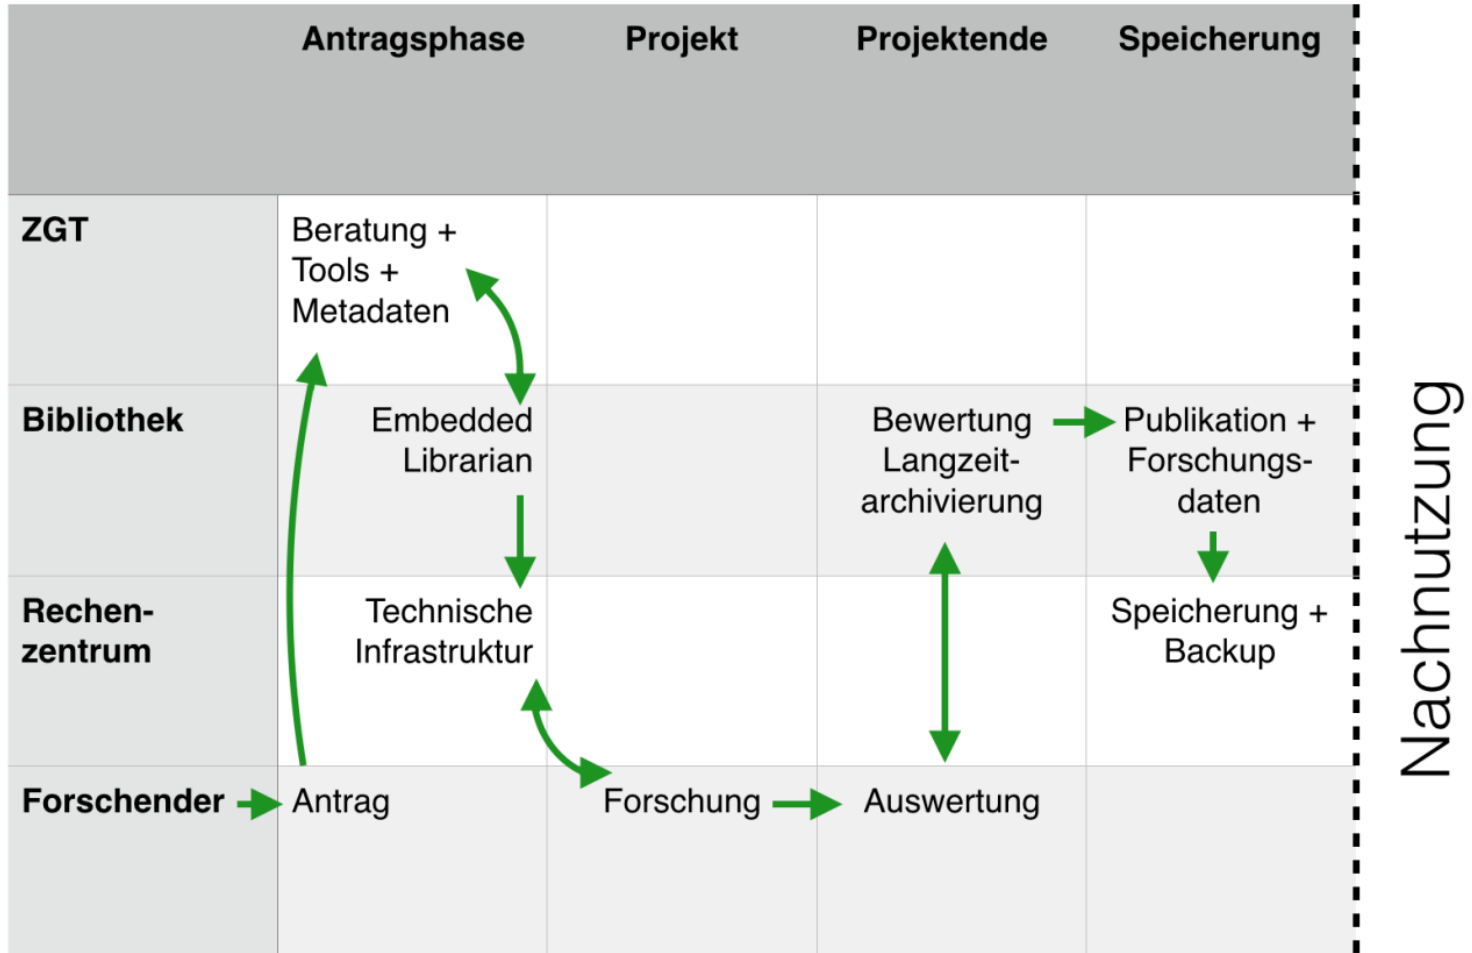 Antragsphase Projekt Projektende Speicherung
ZGT
Beratung +
Tools +
Metadaten
Bibliothek
Embedded
Librarian
Bewertung
Langzeit-
archivierung
Publikation +
Forschungs-
daten
Rechen-
zentrum
Technische
Infrastruktur
Speicherung +
Backup
Forschender
Antrag
Forschung
Auswertung
Nachnutzung